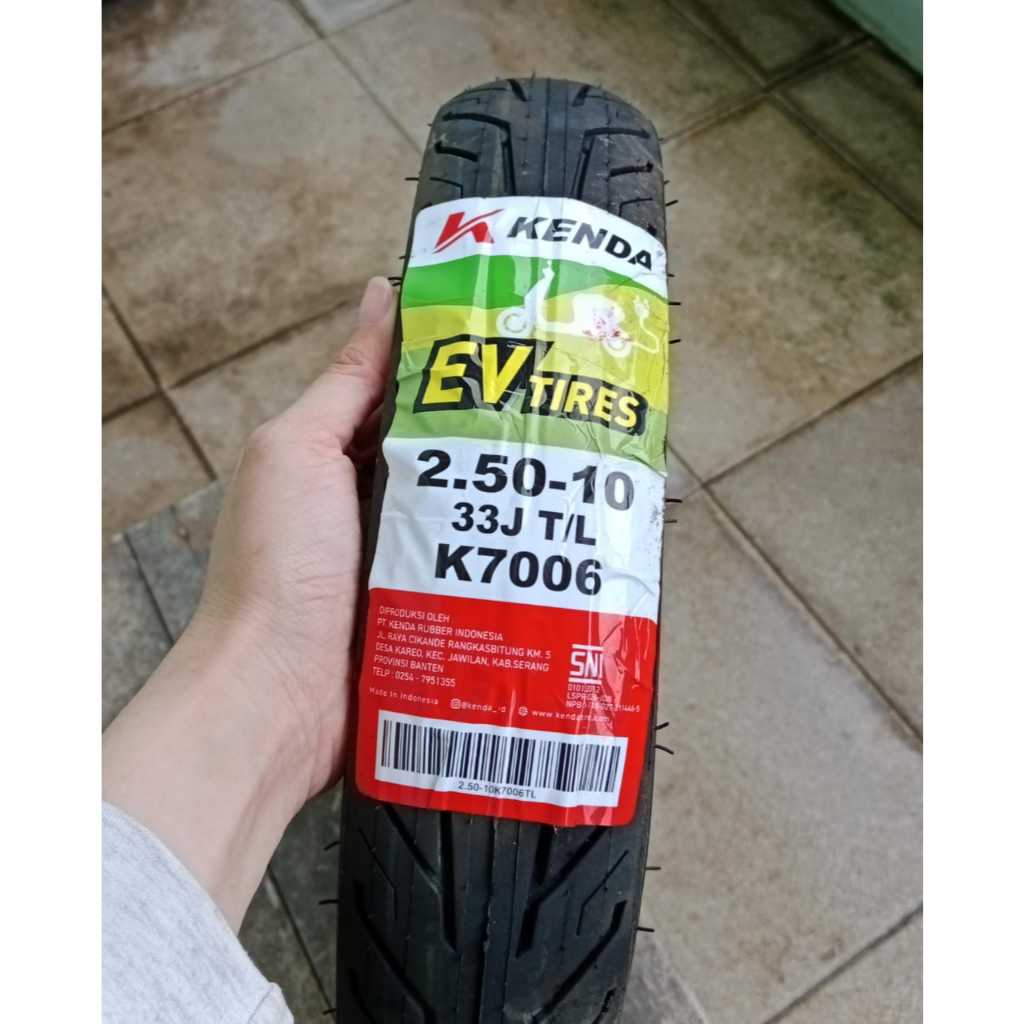 KENDA
EV TIRES
2.50-10
33J T/L
K7006
DIPRODUKSI OLEH
PT. KENDA RUBBER INDONESIA
JL. RAYA CIKANDE RANGKASBITUNG KM. 5
DESA KAREO, KEC. JAWILAN, KAB.SERANG
PROVINSI BANTEN
TELP : 0254 - 7951355
SNI
Made in Indonesia
@kenda_id
www.kendatire.com
2.50-10K7006TL